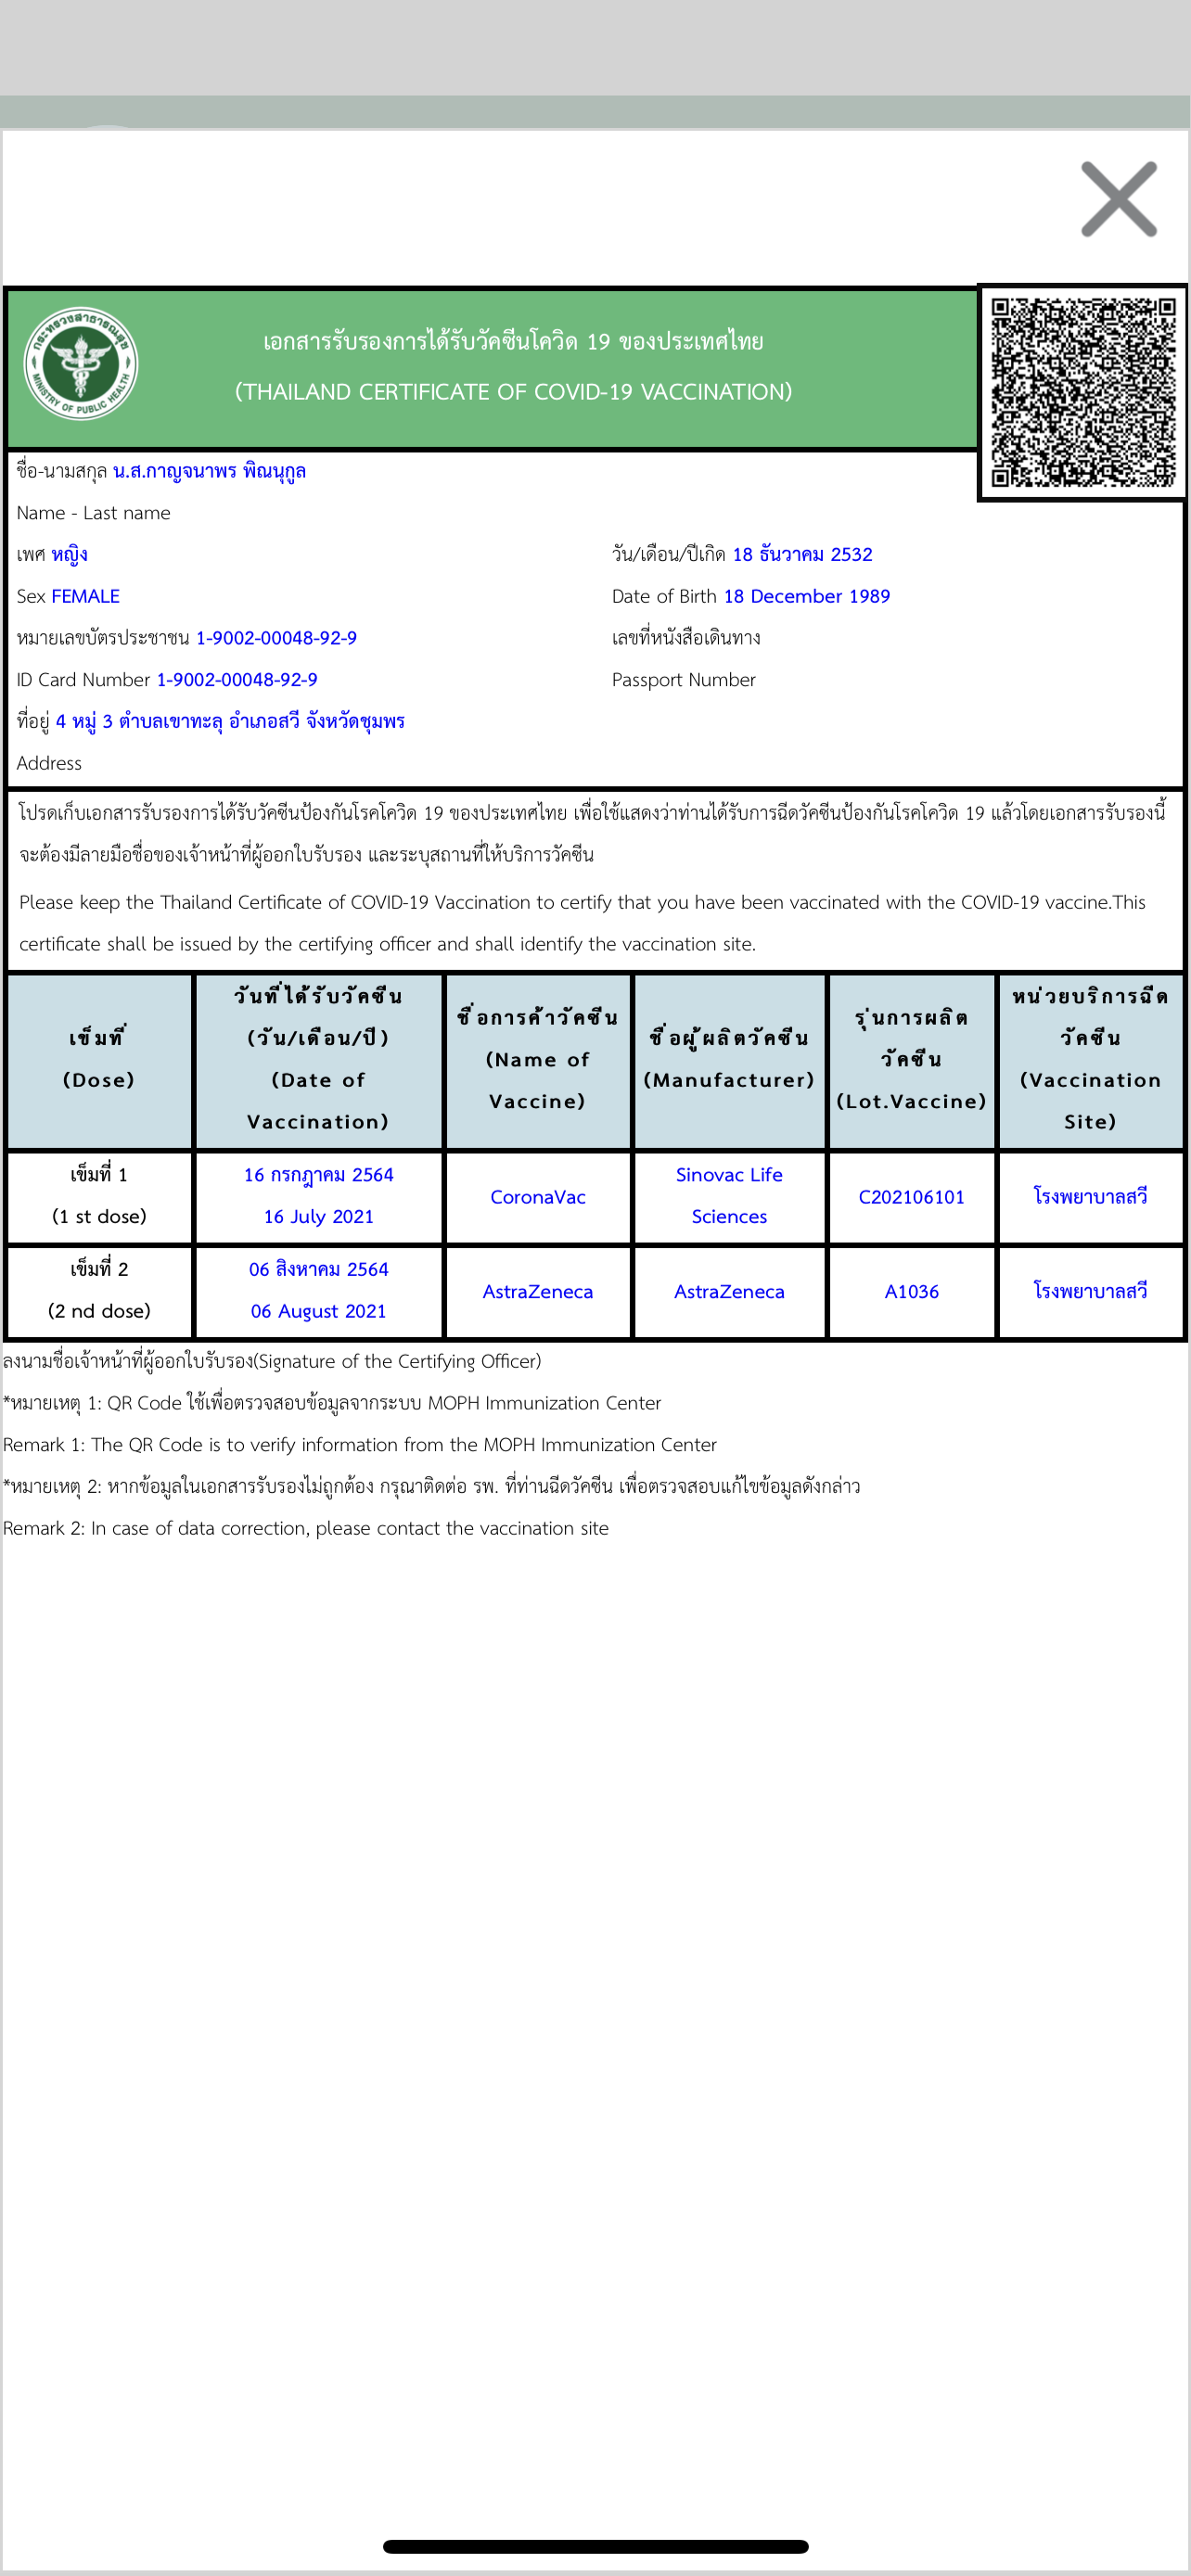 กระทรวงสาธารณสุข
MINISTRY OF PUBLIC HEALTH
เอกสารรับรองการได้รับวัคซีนโควิด 19 ของประเทศไทย
(THAILAND CERTIFICATE OF COVID-19 VACCINATION)
ชื่อ-นามสกุล น.ส.กาญจนาพร พิณนุกูล
Name - Last name
เพศ หญิง
วัน/เดือน/ปีเกิด 18 ธันวาคม 2532
Sex FEMALE
Date of Birth 18 December 1989
หมายเลขบัตรประชาชน 1-9002-00048-92-9
เลขที่หนังสือเดินทาง
ID Card Number 1-9002-00048-92-9
Passport Number
ที่อยู่ 4 หมู่ 3 ตำบลเขาทะลุ อำเภอสวี จังหวัดชุมพร
Address
โปรดเก็บเอกสารรับรองการได้รับวัคซีนป้องกันโรคโควิด 19 ของประเทศไทย เพื่อใช้แสดงว่าท่านได้รับการฉีดวัคซีนป้องกันโรคโควิด 19 แล้วโดยเอกสารรับรองนี้
จะต้องมีลายมือชื่อของเจ้าหน้าที่ผู้ออกใบรับรอง และระบุสถานที่ให้บริการวัคซีน
Please keep the Thailand Certificate of COVID-19 Vaccination to certify that you have been vaccinated with the COVID-19 vaccine.This
certificate shall be issued by the certifying officer and shall identify the vaccination site.
เข็มที่
(Dose)
วันที่ได้รับวัคซีน
(วัน/เดือน/ปี)
(Date of
Vaccination)
ชื่อการค้าวัคซีน
(Name of
Vaccine)
ชื่อผู้ผลิตวัคซีน
(Manufacturer)
รุ่นการผลิต
วัคซีน
(Lot.Vaccine)
หน่วยบริการฉีด
วัคซีน
(Vaccination
Site)
เข็มที่ 1
(1 st dose)
16 กรกฎาคม 2564
16 July 2021
CoronaVac
Sinovac Life
Sciences
C202106101
โรงพยาบาลสวี
เข็มที่ 2
(2 nd dose)
06 สิงหาคม 2564
06 August 2021
AstraZeneca
AstraZeneca
A1036
โรงพยาบาลสวี
ลงนามชื่อเจ้าหน้าที่ผู้ออกใบรับรอง(Signature of the Certifying Officer)
*หมายเหตุ 1: QR Code ใช้เพื่อตรวจสอบข้อมูลจากระบบ MOPH Immunization Center
Remark 1: The QR Code is to verify information from the MOPH Immunization Center
*หมายเหตุ 2: หากข้อมูลในเอกสารรับรองไม่ถูกต้อง กรุณาติดต่อ รพ. ที่ท่านฉีดวัคซีน เพื่อตรวจสอบแก้ไขข้อมูลดังกล่าว
Remark 2: In case of data correction, please contact the vaccination site